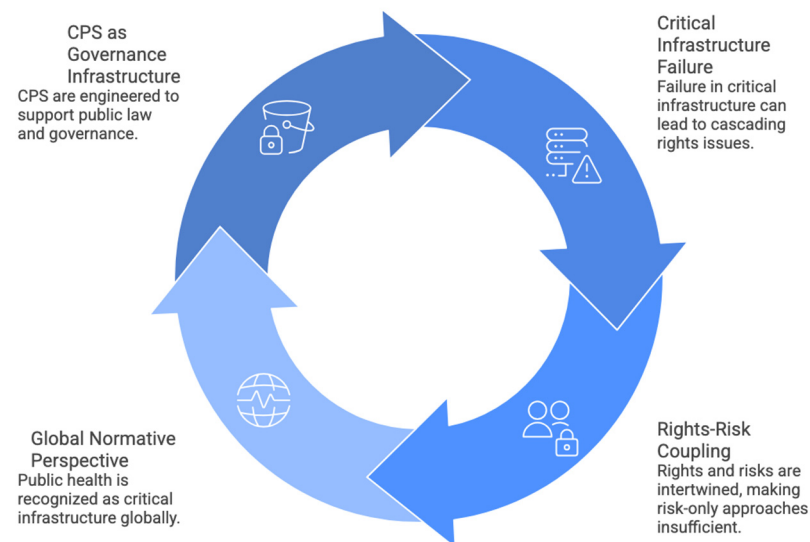 CPS as
Governance
Infrastructure
CPS are engineered to
support public law
and governance.
Critical
Infrastructure
Failure
Failure in critical
infrastructure can
lead to cascading
rights issues.
Global Normative
Perspective
Public health is
recognized as critical
infrastructure globally.
Rights-Risk
Coupling
Rights and risks are
intertwined, making
risk-only approaches
insufficient.